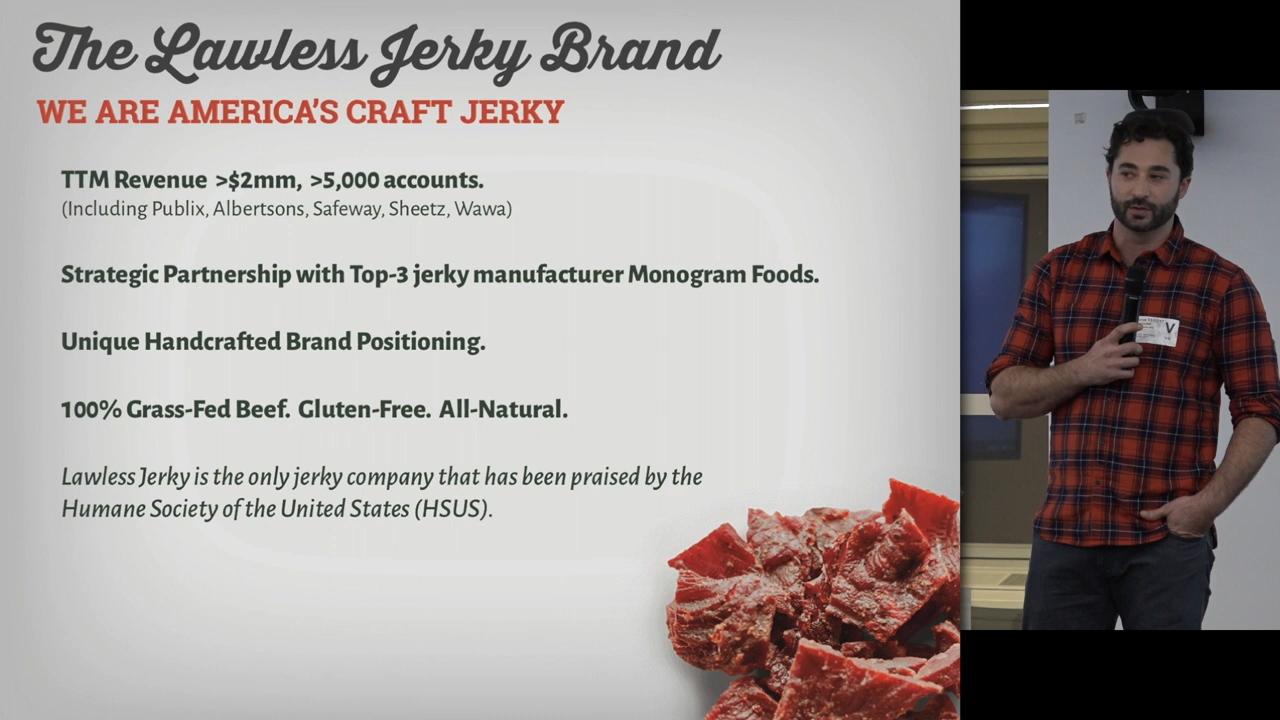 The Lawless Jerky Brand
WE ARE AMERICA'S CRAFT JERKY
TTM Revenue >$2mm, >5,000 accounts.
(Including Publix, Albertsons, Safeway, Sheetz, Wawa)
Strategic Partnership with Top-3 jerky manufacturer Monogram Foods.
Unique Handcrafted Brand Positioning.
100% Grass-Fed Beef. Gluten-Free. All-Natural.
Lawless Jerky is the only jerky company that has been praised by the
Humane Society of the United States (HSUS).
V